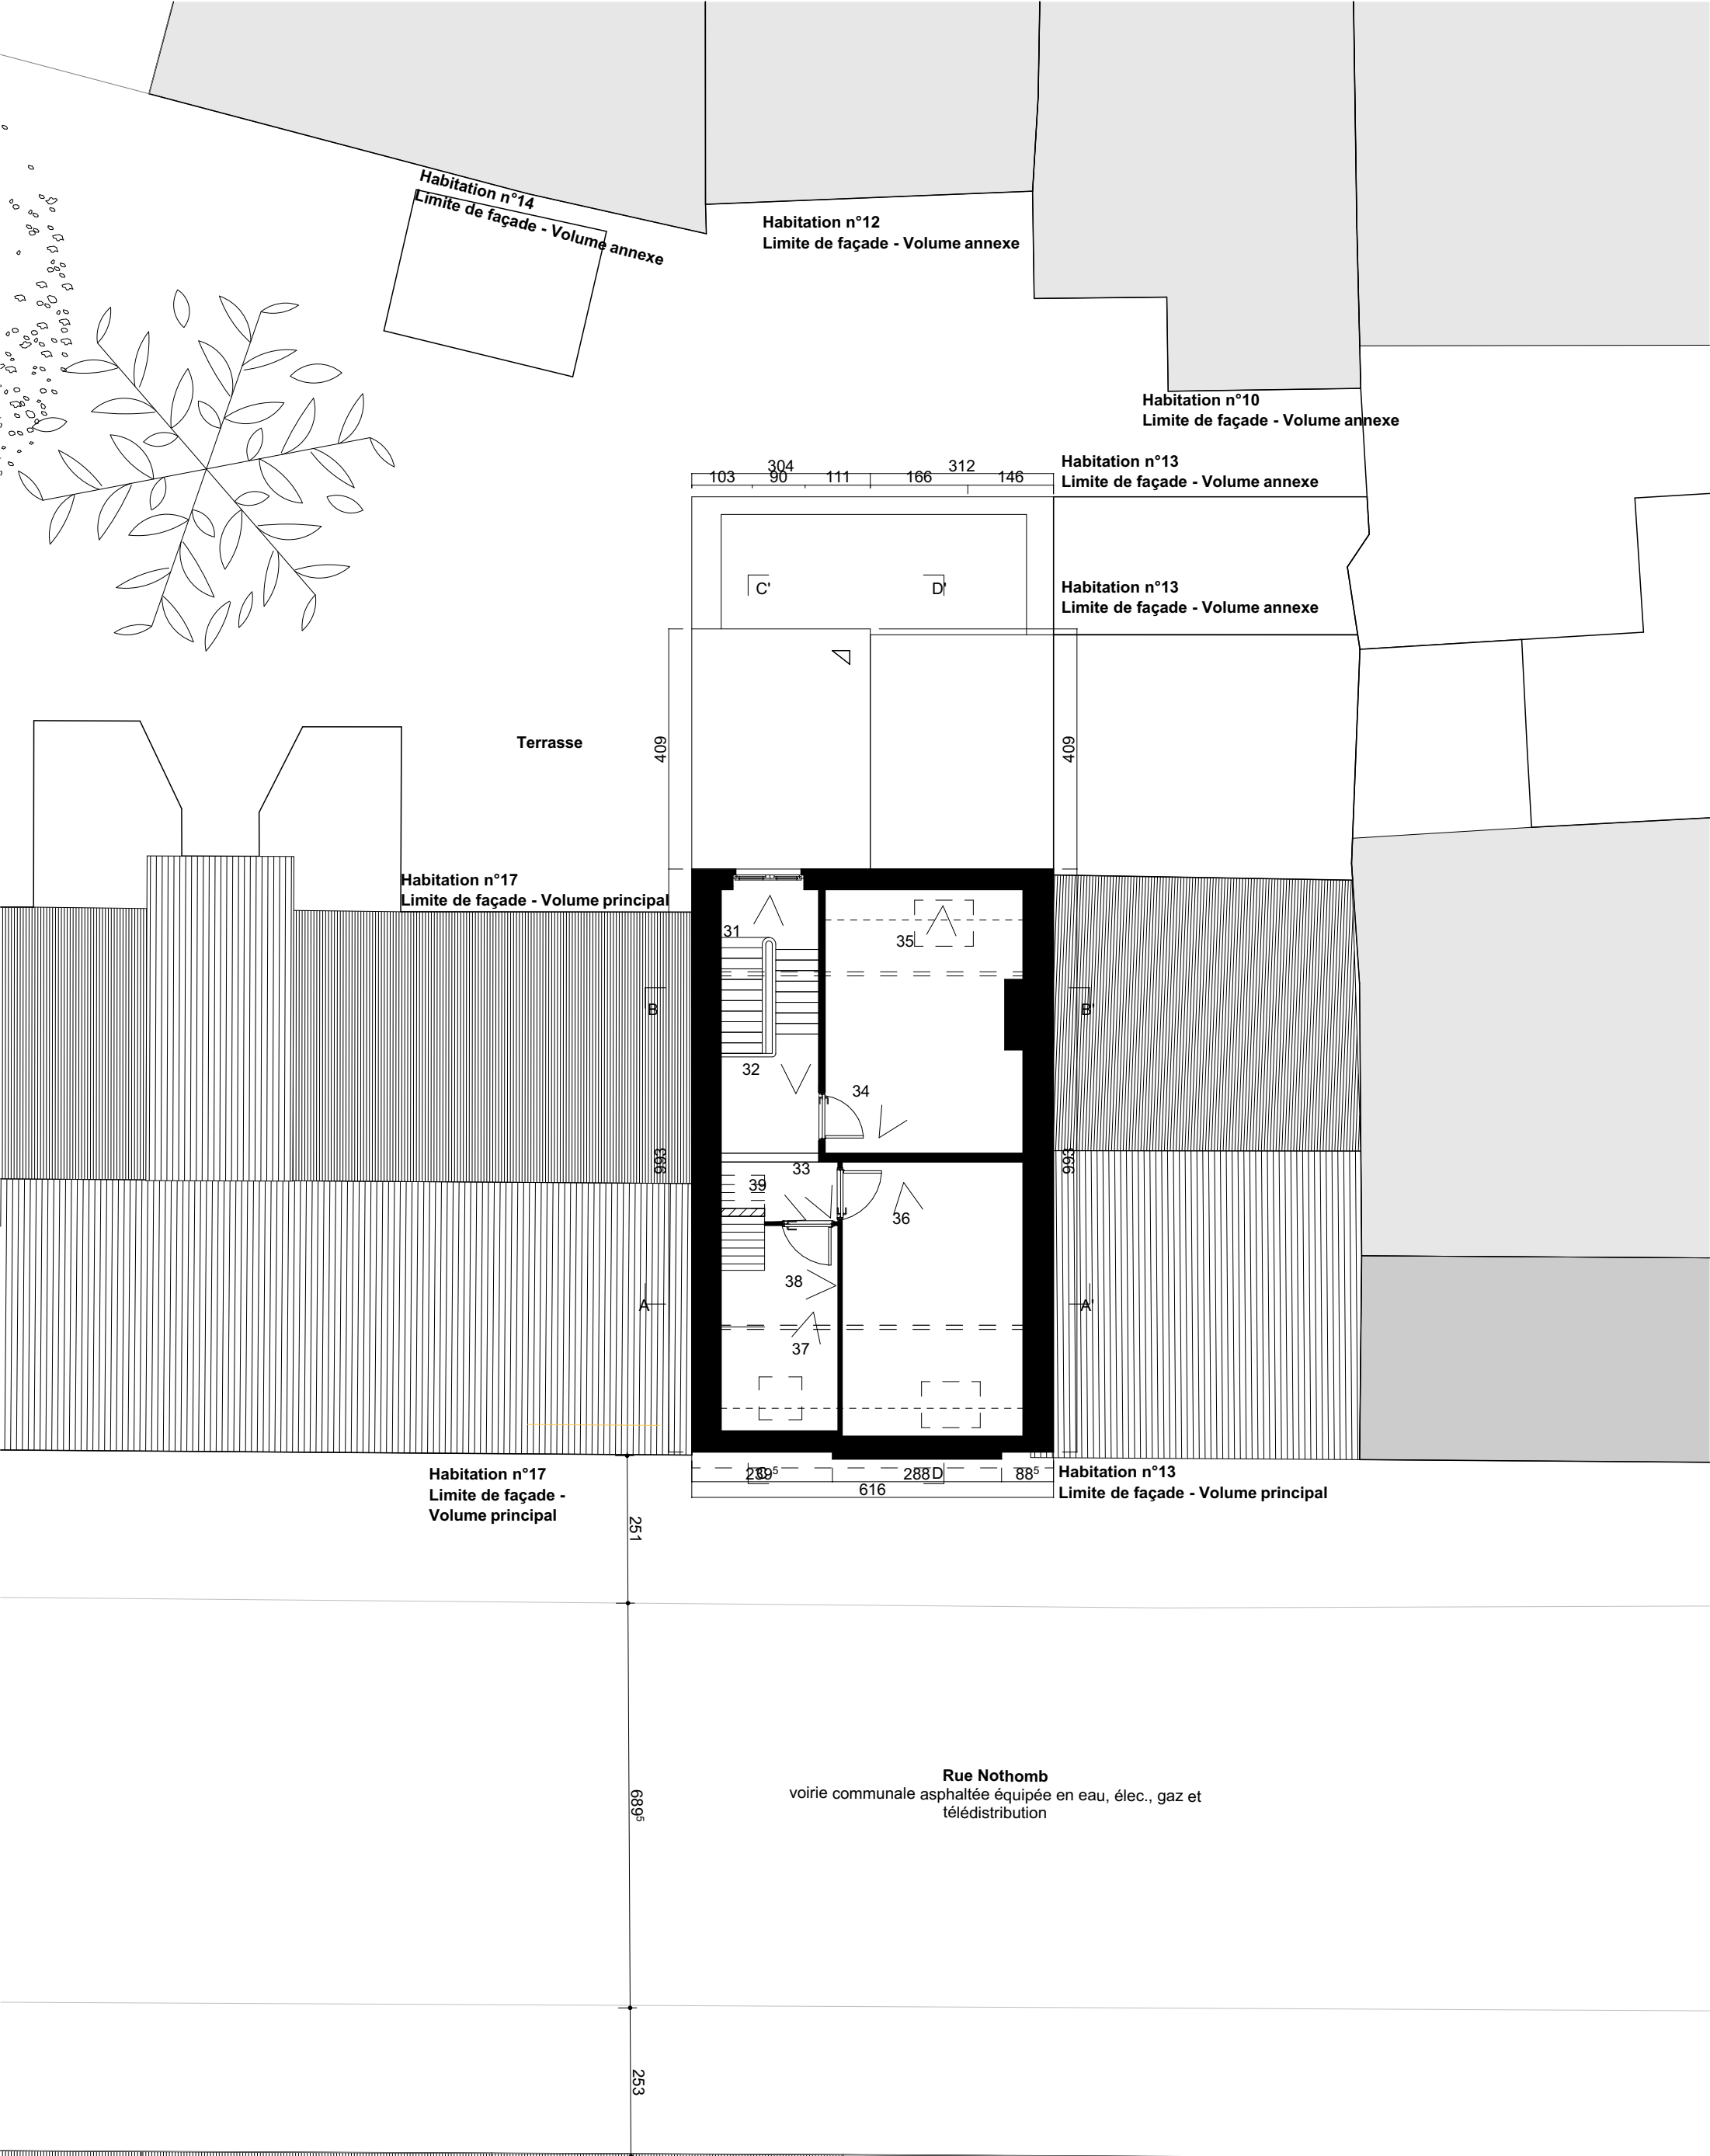 Habitation n°14
Limite de façade - Volume annexe
Habitation n°12
Limite de façade - Volume annexe
Habitation n°10
Limite de façade - Volume annexe
Habitation n°13
Limite de façade - Volume annexe
304 312
103 90 111 166 146
C' D'
Habitation n°13
Limite de façade - Volume annexe
Terrasse
409 409
Habitation n°17
Limite de façade - Volume principal
31
35
B B'
32
34
993 993
33
39
36
38
A A'
37
239⁵ C 288 D 88⁵
616
Habitation n°17
Limite de façade -
Volume principal
Habitation n°13
Limite de façade - Volume principal
251
Rue Nothomb
voirie communale asphaltée équipée en eau, élec., gaz et
télédistribution
689⁵
253